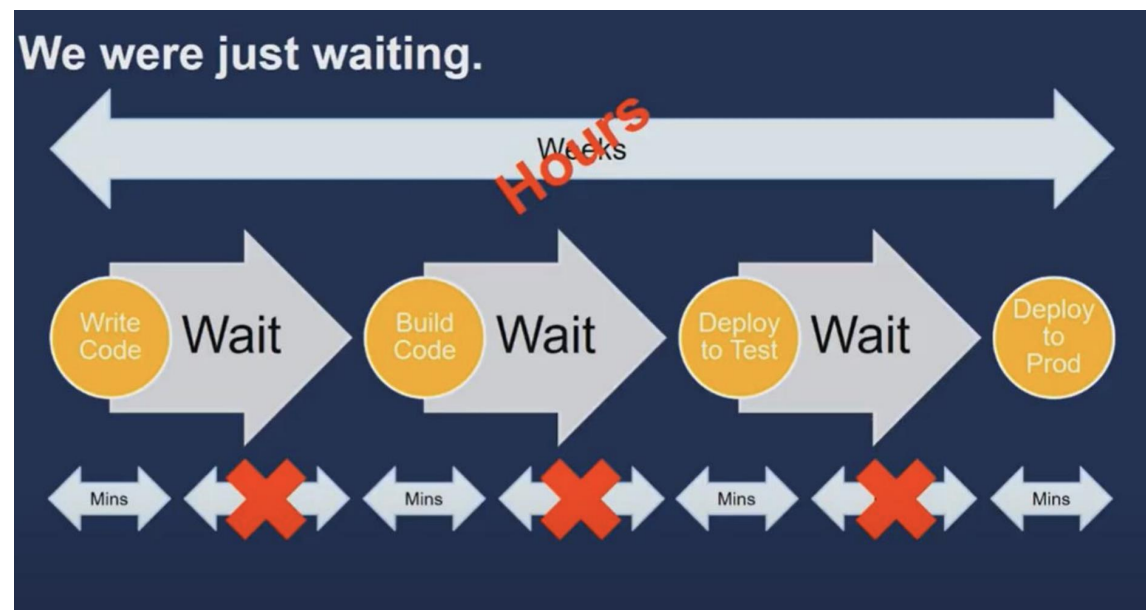 We were just waiting.
Weeks
Hours
Write
Code
Wait
Build
Code
Wait
Deploy
to Test
Wait
Deploy
to
Prod
Mins
Mins
Mins
Mins